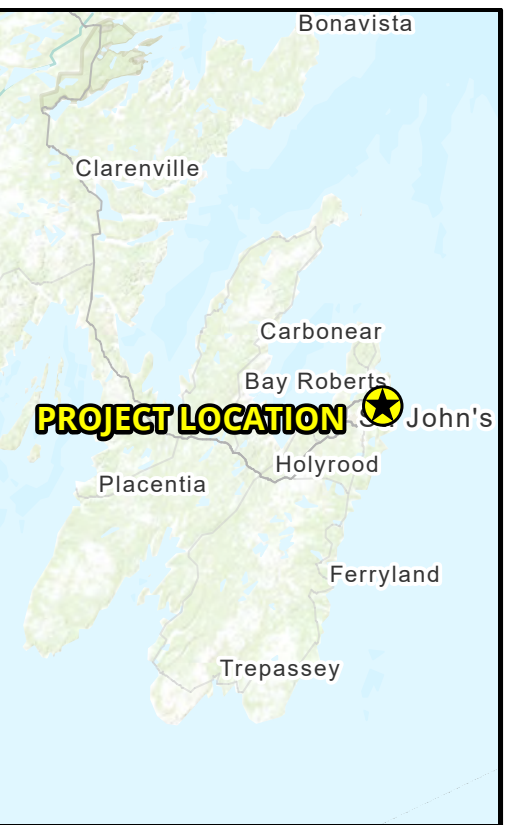 Bonavista
Clarenville
Carbonear
Bay Roberts
PROJECT LOCATION
John's
Holyrood
Placentia
Ferryland
Trepassey